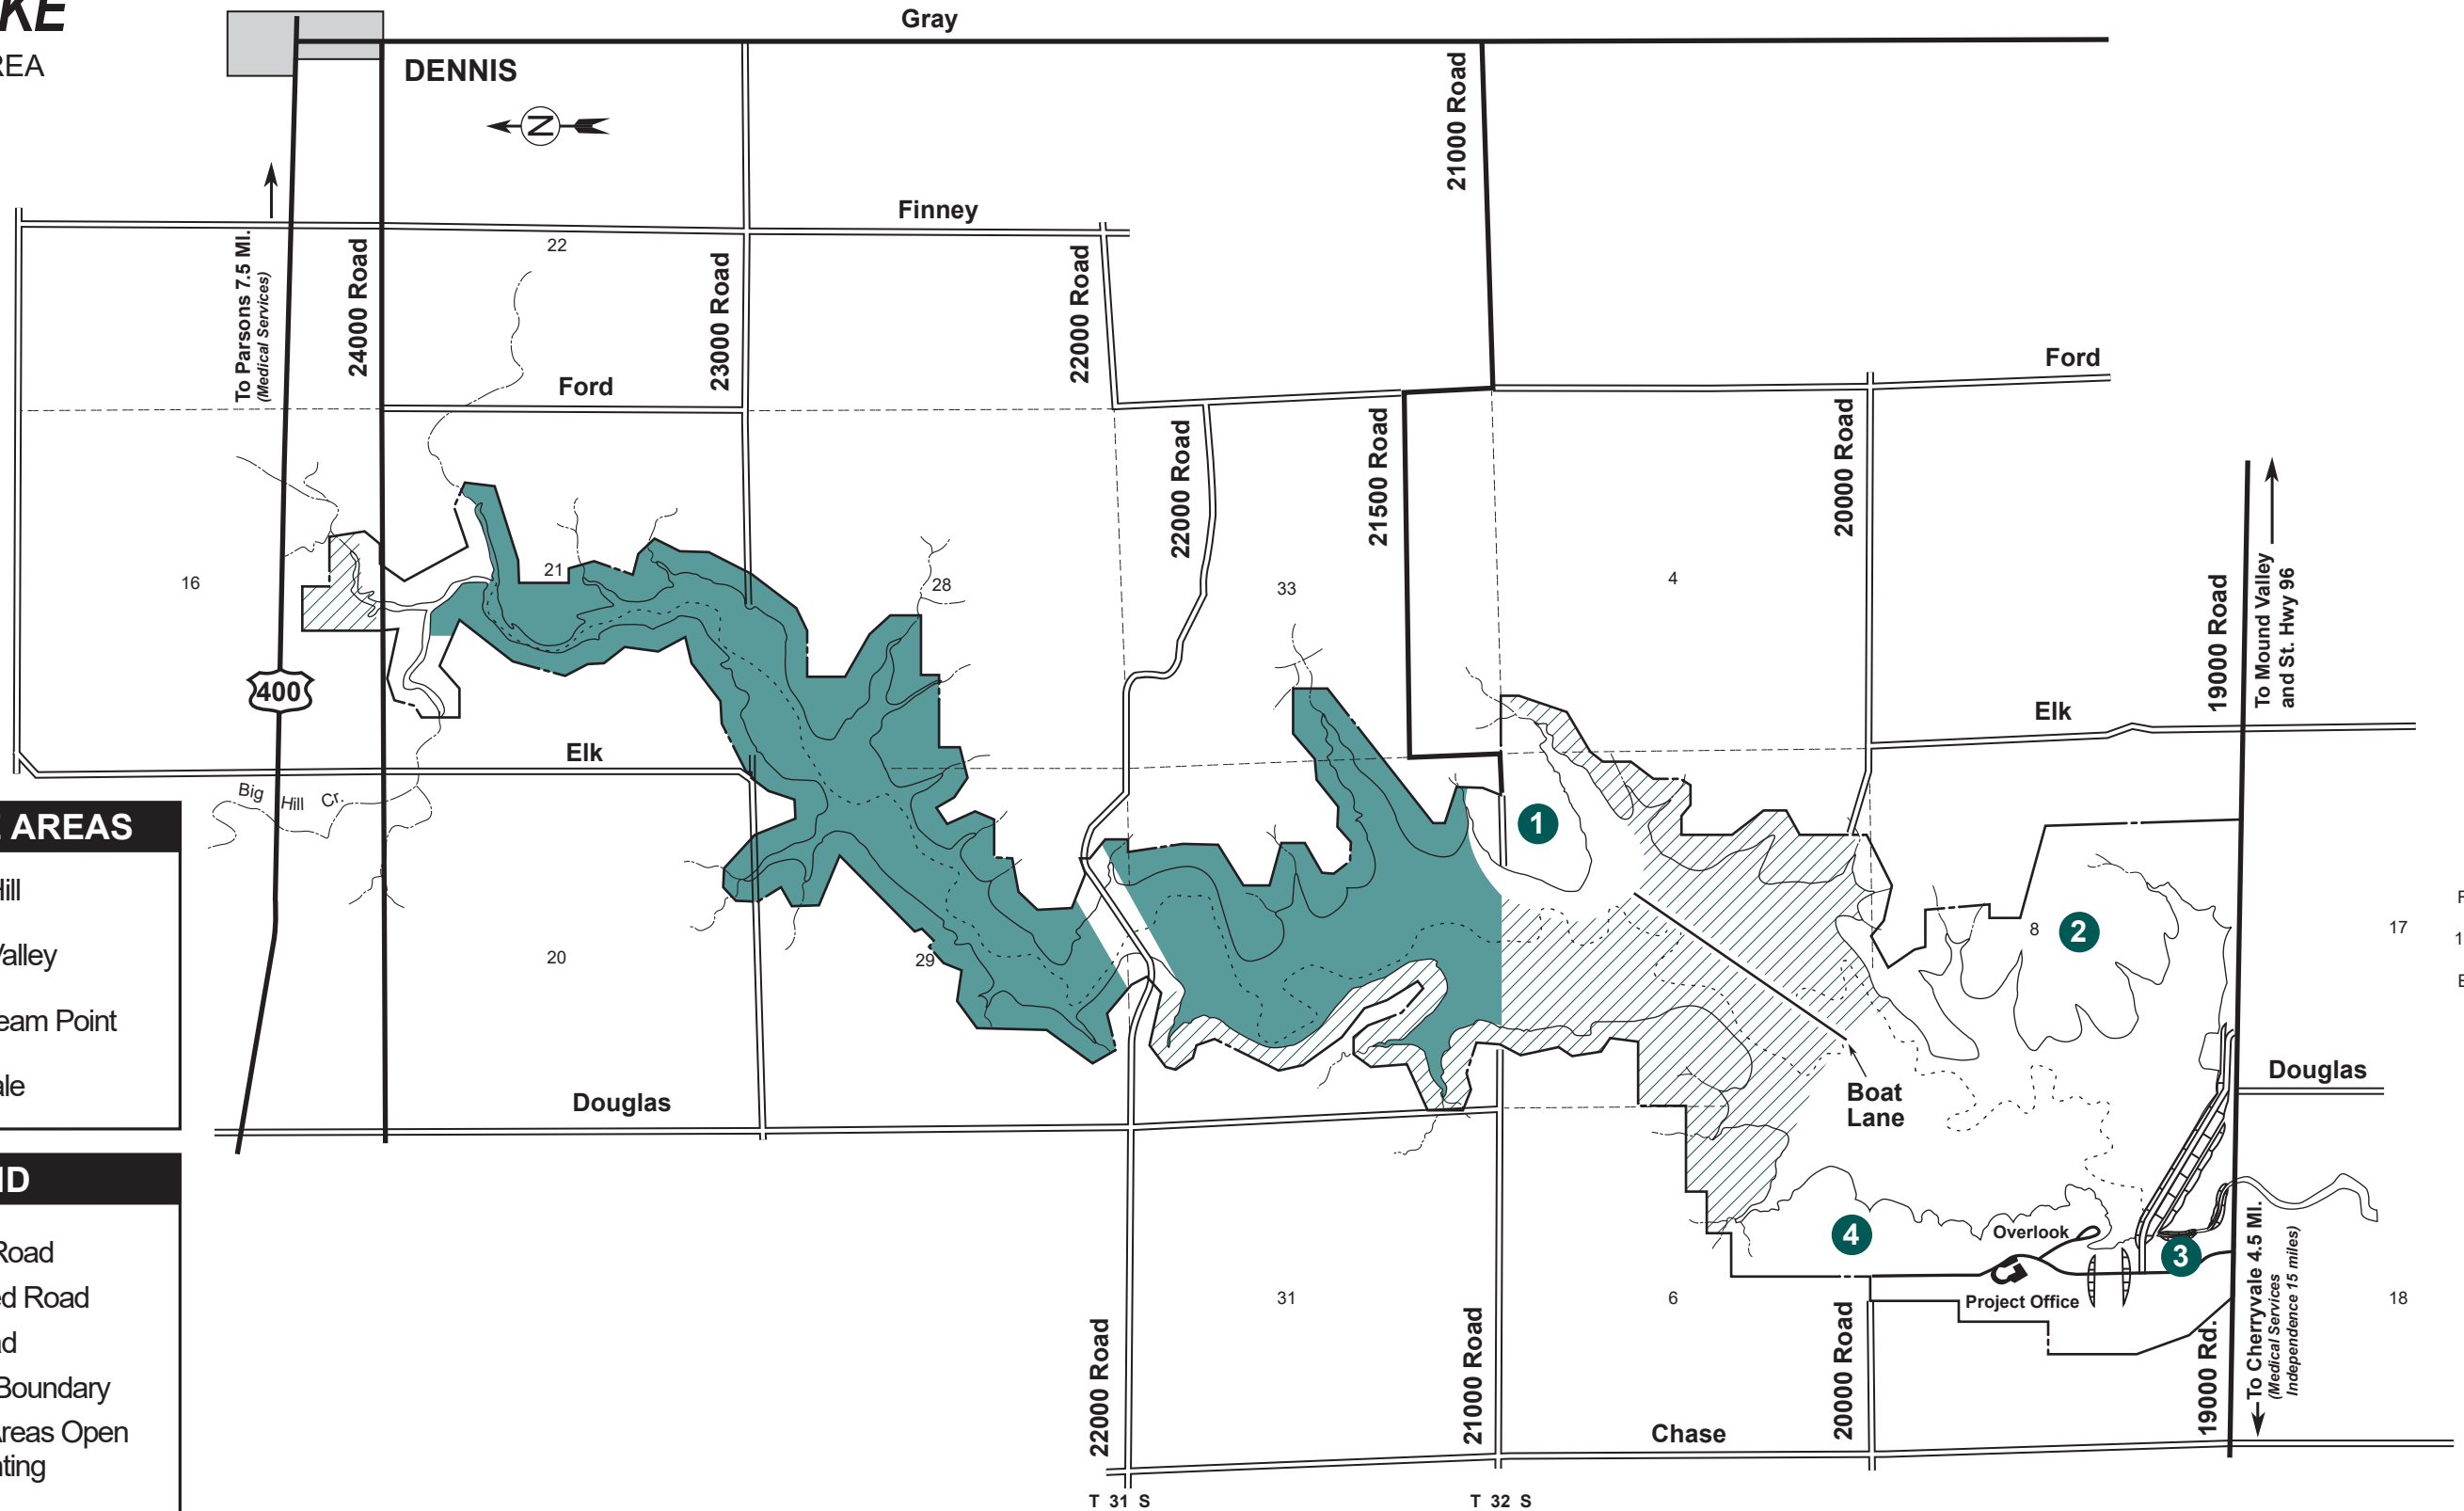 KE
REA
Gray
DENNIS
N
21000 Road
Finney
22
To Parsons 7.5 MI.
(Medical Services)
24000 Road
23000 Road
22000 Road
Ford
Ford
22000 Road
21500 Road
20000 Road
16
21
28
33
4
19000 Road
To Mound Valley
and St. Hwy 96
400
Elk
Elk
Big Hill Cr.
AREAS
Hill
Valley
eam Point
ale
1
2
8
17
20
29
Boat
Lane
Douglas
Douglas
ID
Road
ed Road
ad
Boundary
Areas Open
nting
4
Overlook
3
Project Office
31
6
18
22000 Road
21000 Road
20000 Road
19000 Rd.
To Cherryvale 4.5 MI.
(Medical Services
Independence 15 miles)
Chase
T 31 S
T 32 S